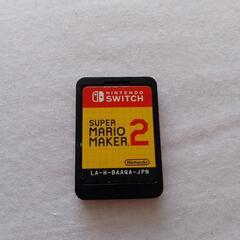 NINTENDO
SWITCH
SUPER
MARIO
MAKER 2
Nintendo
LA-H-BAAQA-JPN